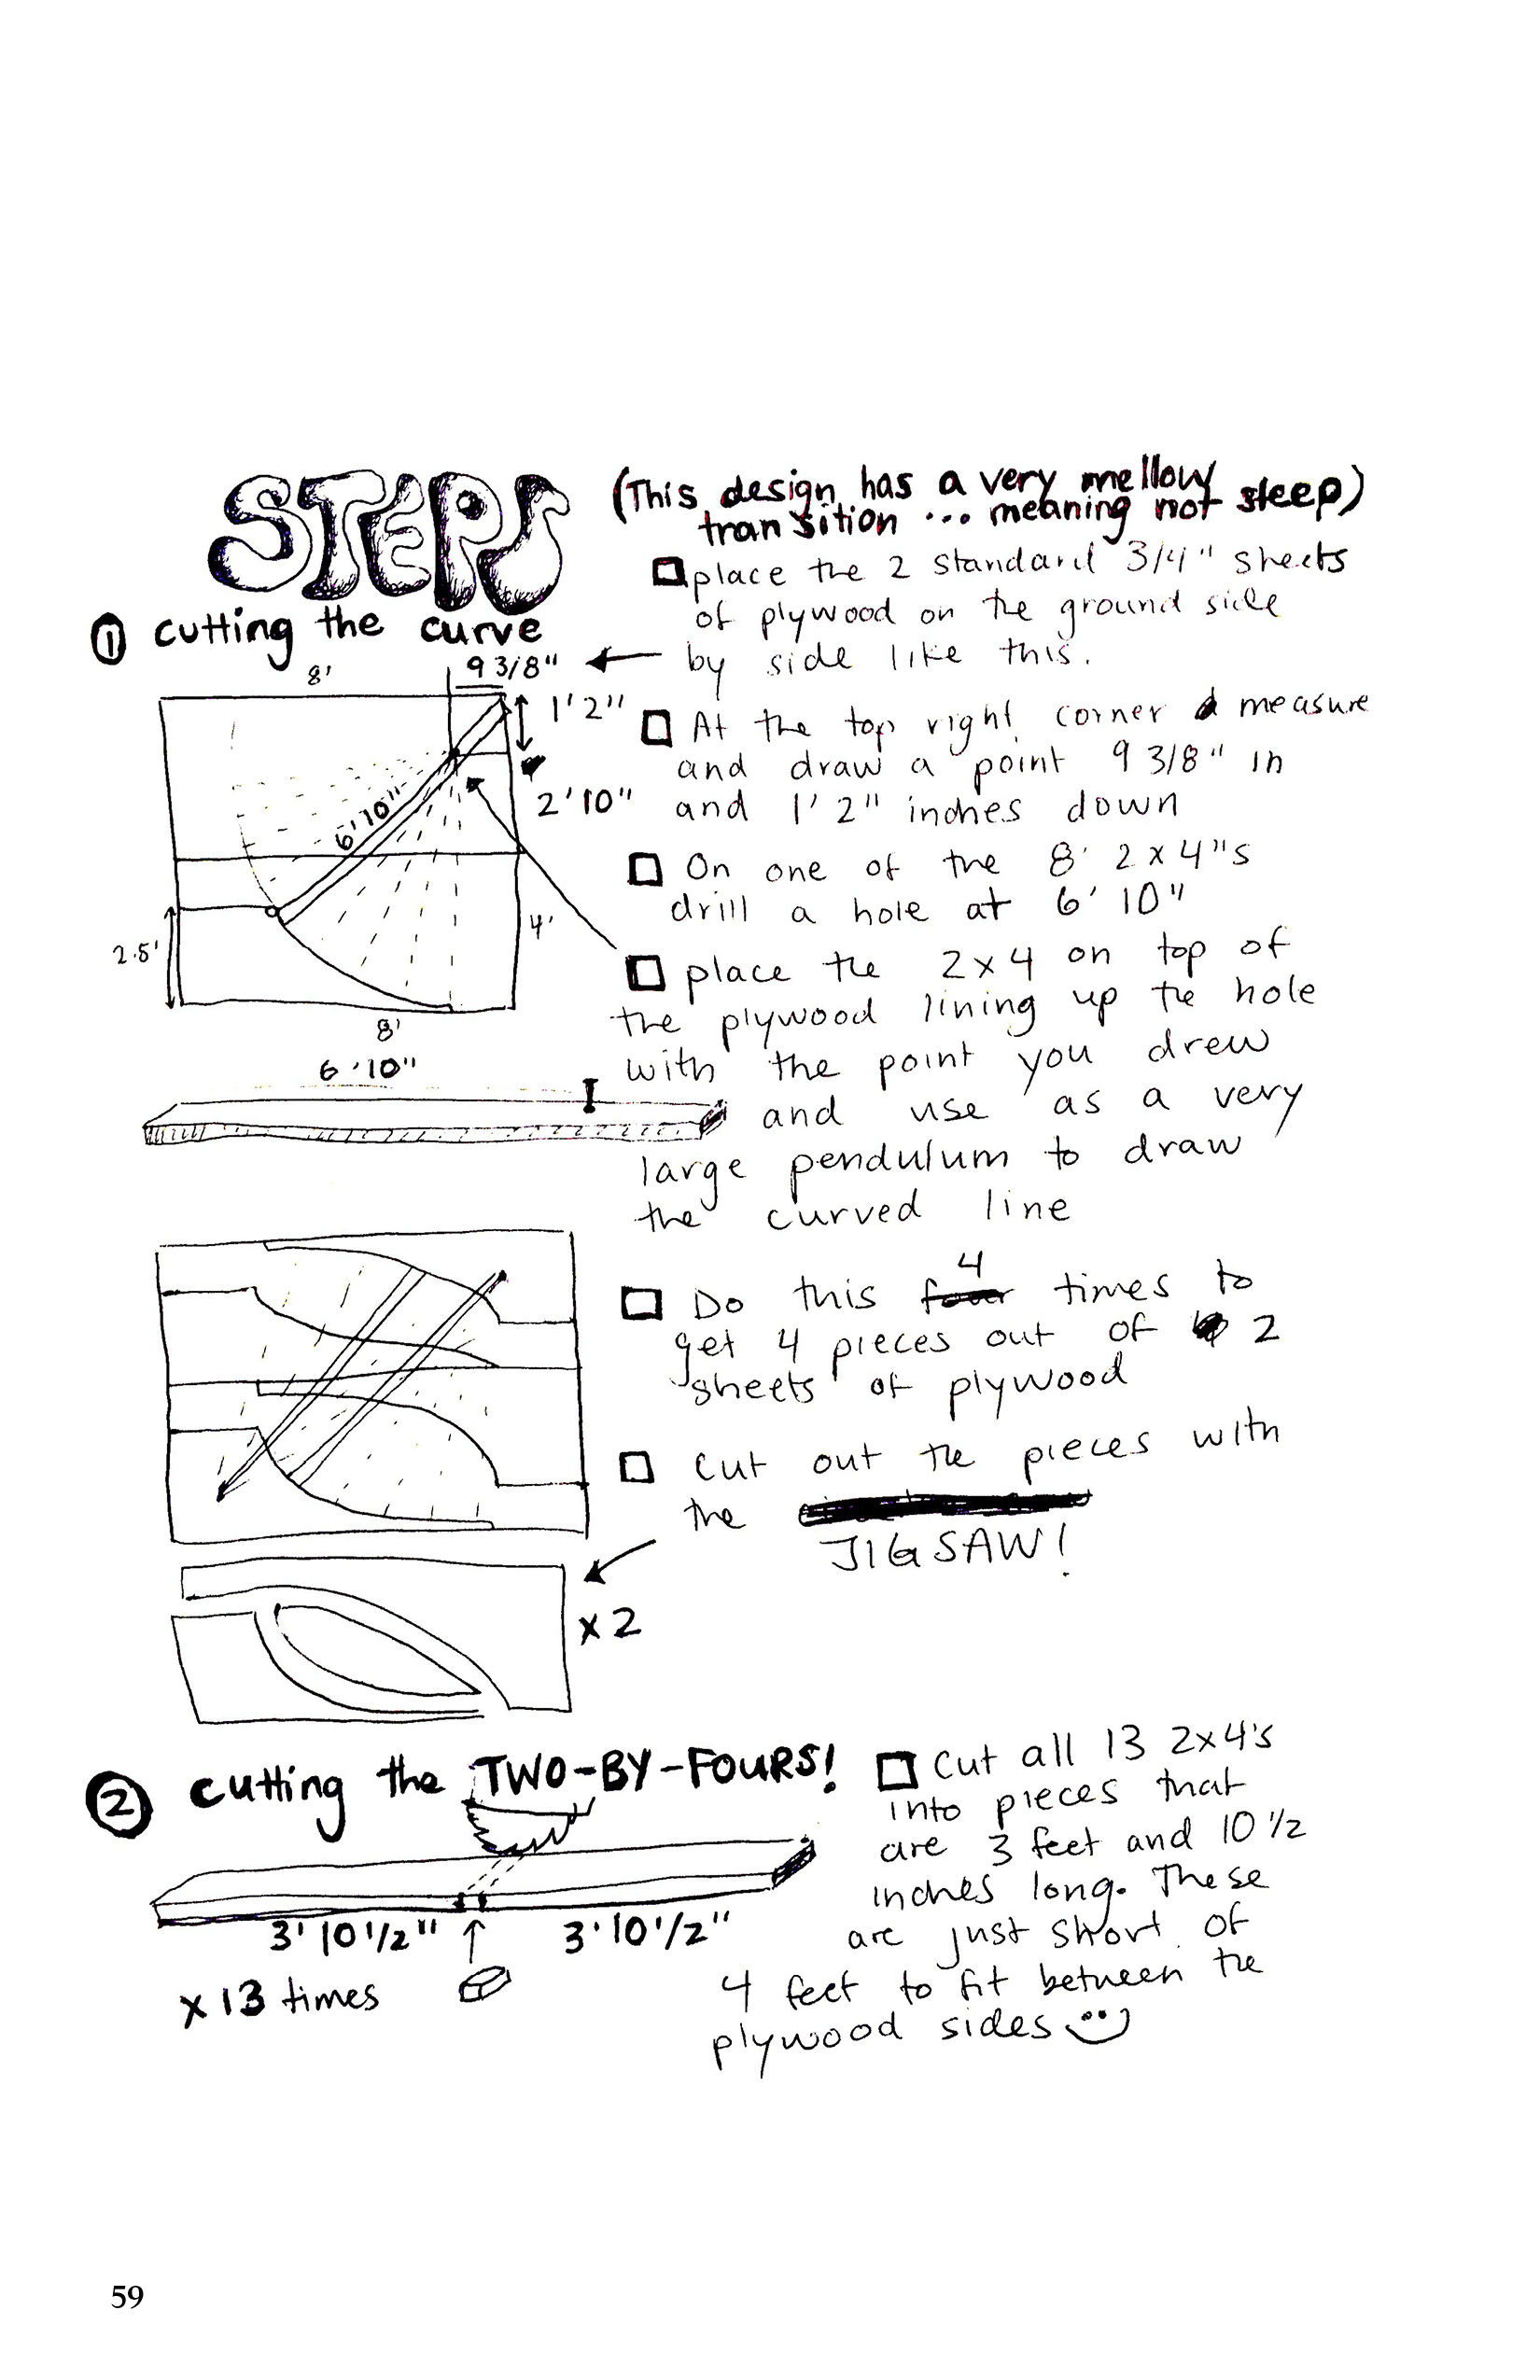 STEPS
(This design has a very mellow
transition ... meaning not steep)
① cutting the curve
□ place the 2 standard 3/4" sheets
of plywood on the ground side
by side like this.
8'
9 3/8"
1'2"
2'10"
6'10"
4'
2.5'
8'
□ At the top right corner measure
and draw a point 9 3/8" in
and 1' 2" inches down
□ On one of the 8' 2x4"s
drill a hole at 6' 10"
□ place the 2x4 on top of
the plywood lining up the hole
with the point you drew
and use as a very
large pendulum to draw
the curved line
6'10"
4
□ Do this four times to
get 4 pieces out of 2
sheets of plywood
□ Cut out the pieces with
the
JIGSAW!
x2
② cutting the TWO-BY-FOURS!
□ Cut all 13 2x4's
into pieces that
are 3 feet and 10 1/2
inches long. These
are just short of
4 feet to fit between the
plywood sides
3' 10 1/2"
3' 10 1/2"
x 13 times
59